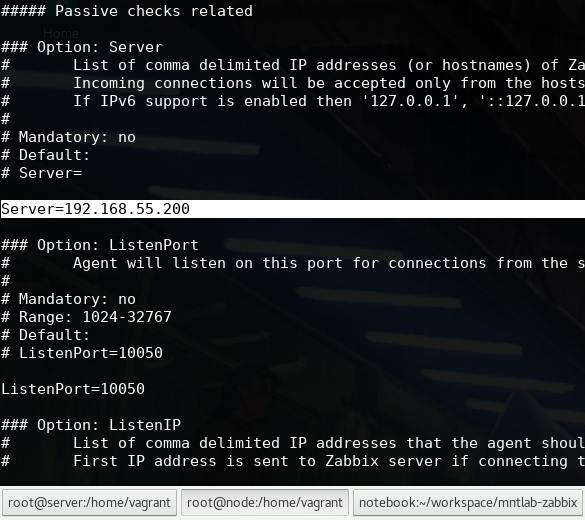 ##### Passive checks related
Home
### Option: Server
# List of comma delimited IP addresses (or hostnames) of Za
# Incoming connections will be accepted only from the hosts
# If IPv6 support is enabled then '127.0.0.1', '::127.0.0.1
#
# Mandatory: no
# Default:
# Server=
Server=192.168.55.200
### Option: ListenPort
# Agent will listen on this port for connections from the s
#
# Mandatory: no
# Range: 1024-32767
# Default:
# ListenPort=10050
ListenPort=10050
### Option: ListenIP
# List of comma delimited IP addresses that the agent shoul
# First IP address is sent to Zabbix server if connecting t
root@server:/home/vagrant root@node:/home/vagrant notebook:~/workspace/mntlab-zabbix